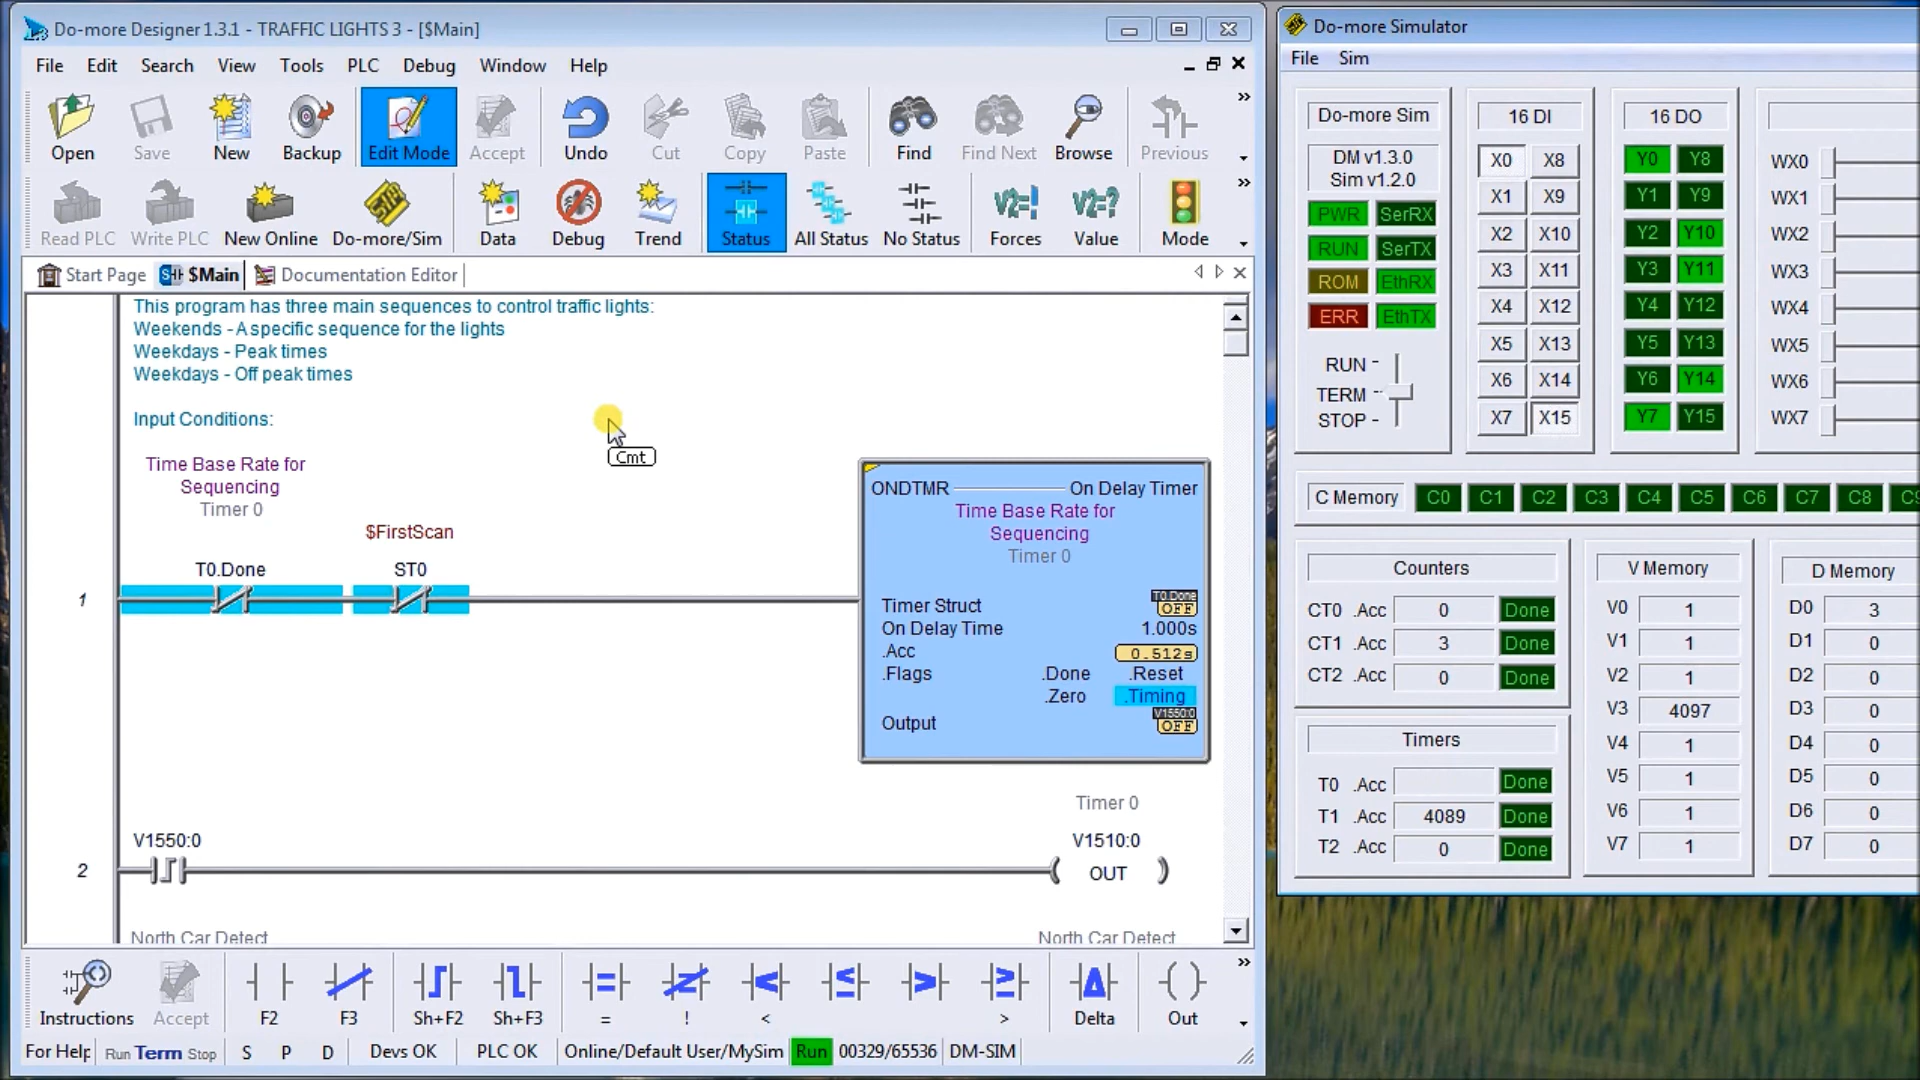 Do-more Designer 1.3.1 - TRAFFIC LIGHTS 3 - [$Main]
File Edit Search View Tools PLC Debug Window Help
Open Save New Backup Edit Mode Accept Undo Cut Copy Paste Find Find Next Browse Previous
Read PLC Write PLC New Online Do-more/Sim Data Debug Trend Status All Status No Status Forces Value Mode
Start Page $Main Documentation Editor
This program has three main sequences to control traffic lights:
Weekends - A specific sequence for the lights
Weekdays - Peak times
Weekdays - Off peak times
Input Conditions:
Cmt
Time Base Rate for
Sequencing
Timer 0
$FirstScan
T0.Done ST0
1
ONDTMR On Delay Timer
Time Base Rate for
Sequencing
Timer 0
Timer Struct T0.Done OFF
On Delay Time 1.000s
.Acc 0.512s
.Flags .Done .Reset
.Zero .Timing
Output V1550:0 OFF
Timer 0
V1550:0 V1510:0
2 OUT
North Car Detect North Car Detect
Instructions Accept F2 F3 Sh+F2 Sh+F3 = ! < > Delta Out
For Help Run Term Stop S P D Devs OK PLC OK Online/Default User/MySim Run 00329/65536 DM-SIM
Do-more Simulator
File Sim
Do-more Sim
DM v1.3.0
Sim v1.2.0
PWR SerRX
RUN SerTX
ROM EthRX
ERR EthTX
RUN
TERM
STOP
16 DI
X0 X8
X1 X9
X2 X10
X3 X11
X4 X12
X5 X13
X6 X14
X7 X15
16 DO
Y0 Y8
Y1 Y9
Y2 Y10
Y3 Y11
Y4 Y12
Y5 Y13
Y6 Y14
Y7 Y15
WX0
WX1
WX2
WX3
WX4
WX5
WX6
WX7
C Memory C0 C1 C2 C3 C4 C5 C6 C7 C8
Counters
CT0 .Acc 0 Done
CT1 .Acc 3 Done
CT2 .Acc 0 Done
Timers
T0 .Acc Done
T1 .Acc 4089 Done
T2 .Acc 0 Done
V Memory
V0 1
V1 1
V2 1
V3 4097
V4 1
V5 1
V6 1
V7 1
D Memory
D0 3
D1 0
D2 0
D3 0
D4 0
D5 0
D6 0
D7 0